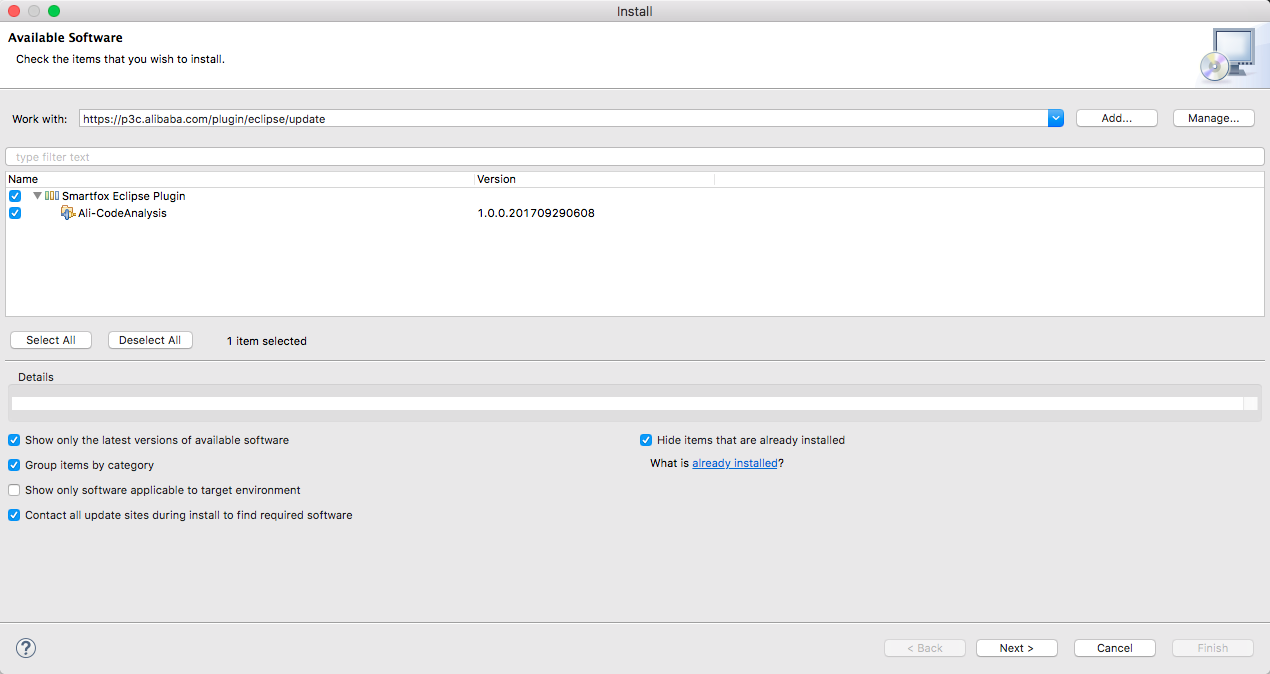 Install
Available Software
Check the items that you wish to install.
Work with: https://p3c.alibaba.com/plugin/eclipse/update Add... Manage...
type filter text
Name Version
Smartfox Eclipse Plugin
Ali-CodeAnalysis 1.0.0.201709290608
Select All Deselect All 1 item selected
Details
Show only the latest versions of available software Hide items that are already installed
Group items by category What is already installed?
Show only software applicable to target environment
Contact all update sites during install to find required software
? < Back Next > Cancel Finish